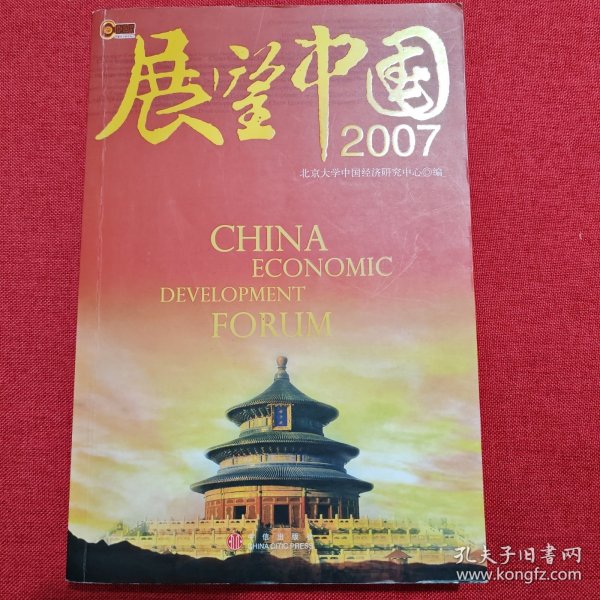 展望中国
2007
北京大学中国经济研究中心◎编
CHINA
ECONOMIC
DEVELOPMENT
FORUM
中信出版社
CHINA CITIC PRESS
孔夫子旧书网
www.kongfz.com